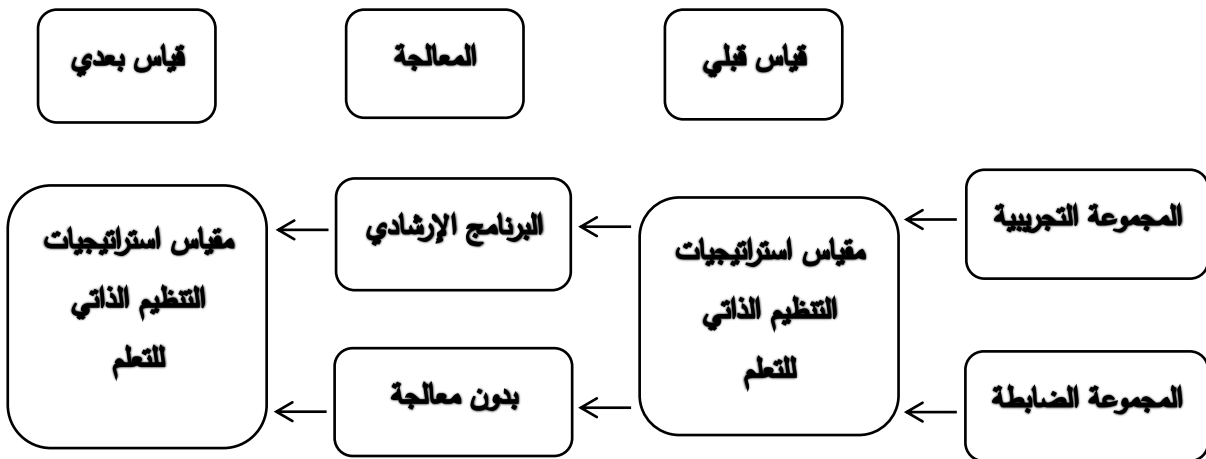 قياس قبلي
المعالجة
قياس بعدي
المجموعة التجريبية
مقياس استراتيجيات
التنظيم الذاتي
للتعلم
البرنامج الإرشادي
مقياس استراتيجيات
التنظيم الذاتي
للتعلم
المجموعة الضابطة
بدون معالجة